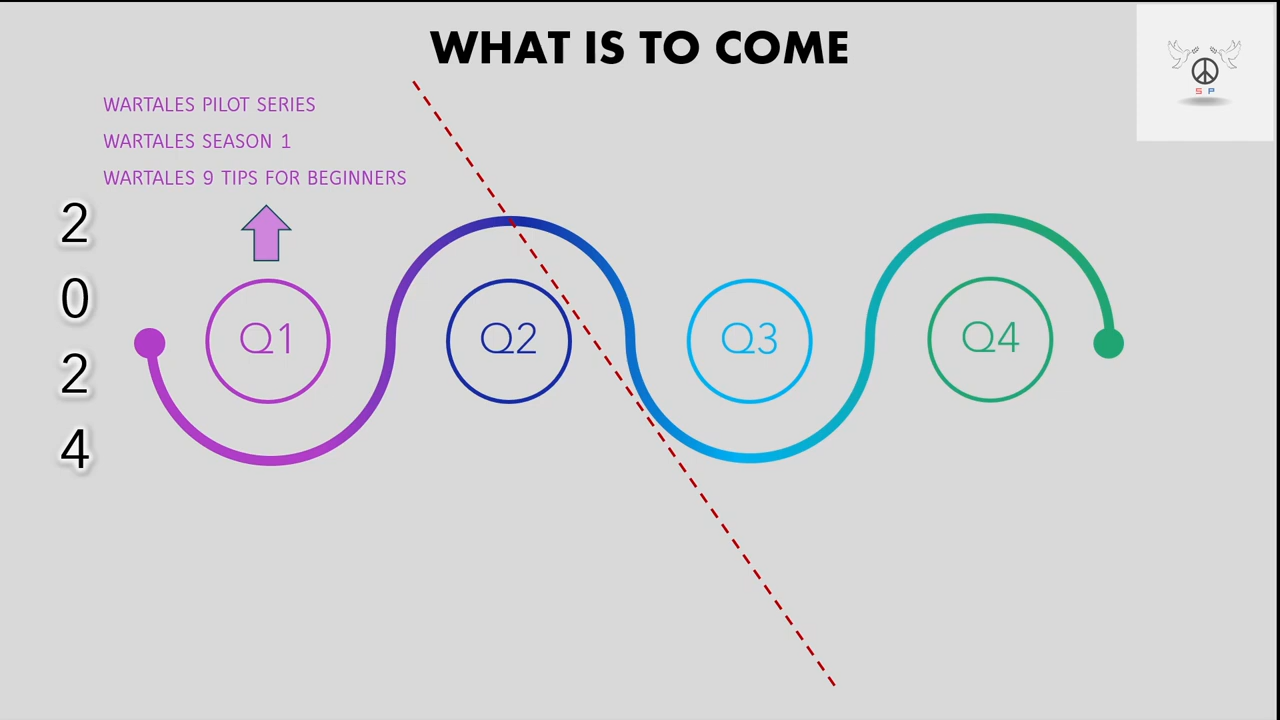 WHAT IS TO COME
S P
WARTALES PILOT SERIES
WARTALES SEASON 1
WARTALES 9 TIPS FOR BEGINNERS
2
0
2
4
Q1
Q2
Q3
Q4